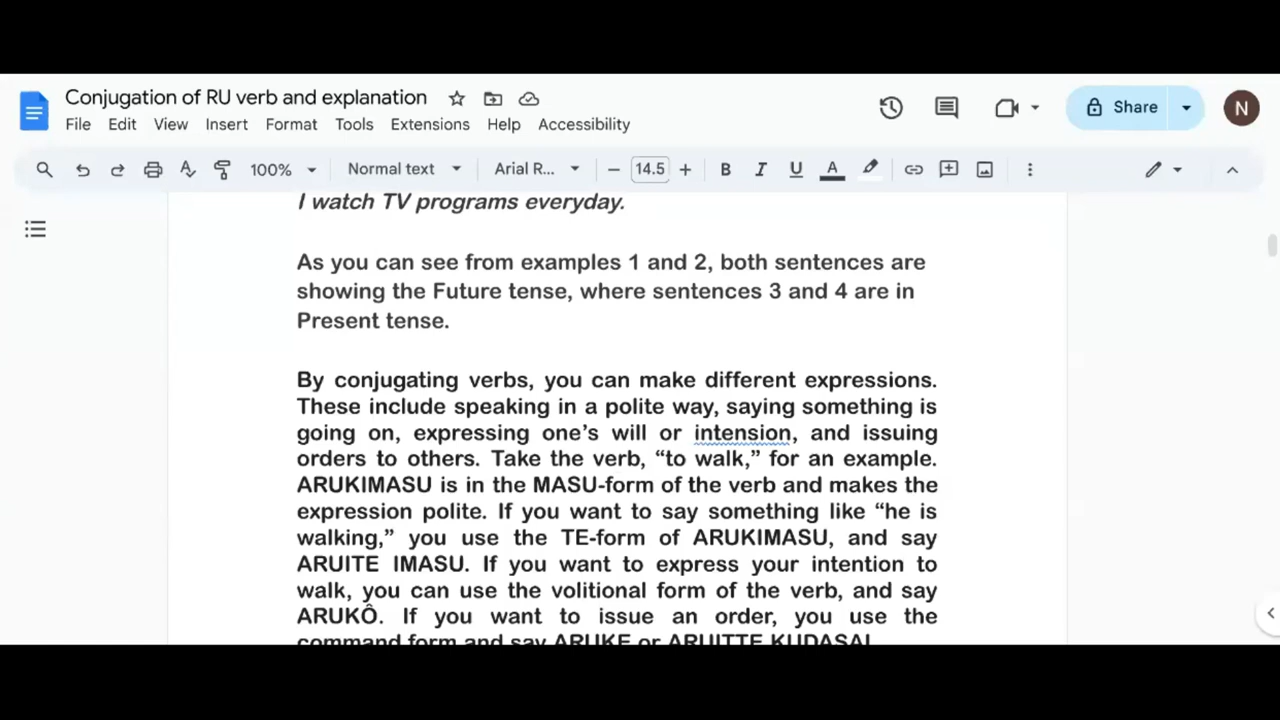 Conjugation of RU verb and explanation
N
Share
File Edit View Insert Format Tools Extensions Help Accessibility
100% Normal text Arial R... − 14.5 + B I U A
I watch TV programs everyday.
As you can see from examples 1 and 2, both sentences are
showing the Future tense, where sentences 3 and 4 are in
Present tense.
By conjugating verbs, you can make different expressions.
These include speaking in a polite way, saying something is
going on, expressing one’s will or intension, and issuing
orders to others. Take the verb, “to walk,” for an example.
ARUKIMASU is in the MASU-form of the verb and makes the
expression polite. If you want to say something like “he is
walking,” you use the TE-form of ARUKIMASU, and say
ARUITE IMASU. If you want to express your intention to
walk, you can use the volitional form of the verb, and say
ARUKÔ. If you want to issue an order, you use the
command form and say ARUKE or ARUITTE KUDASAI.